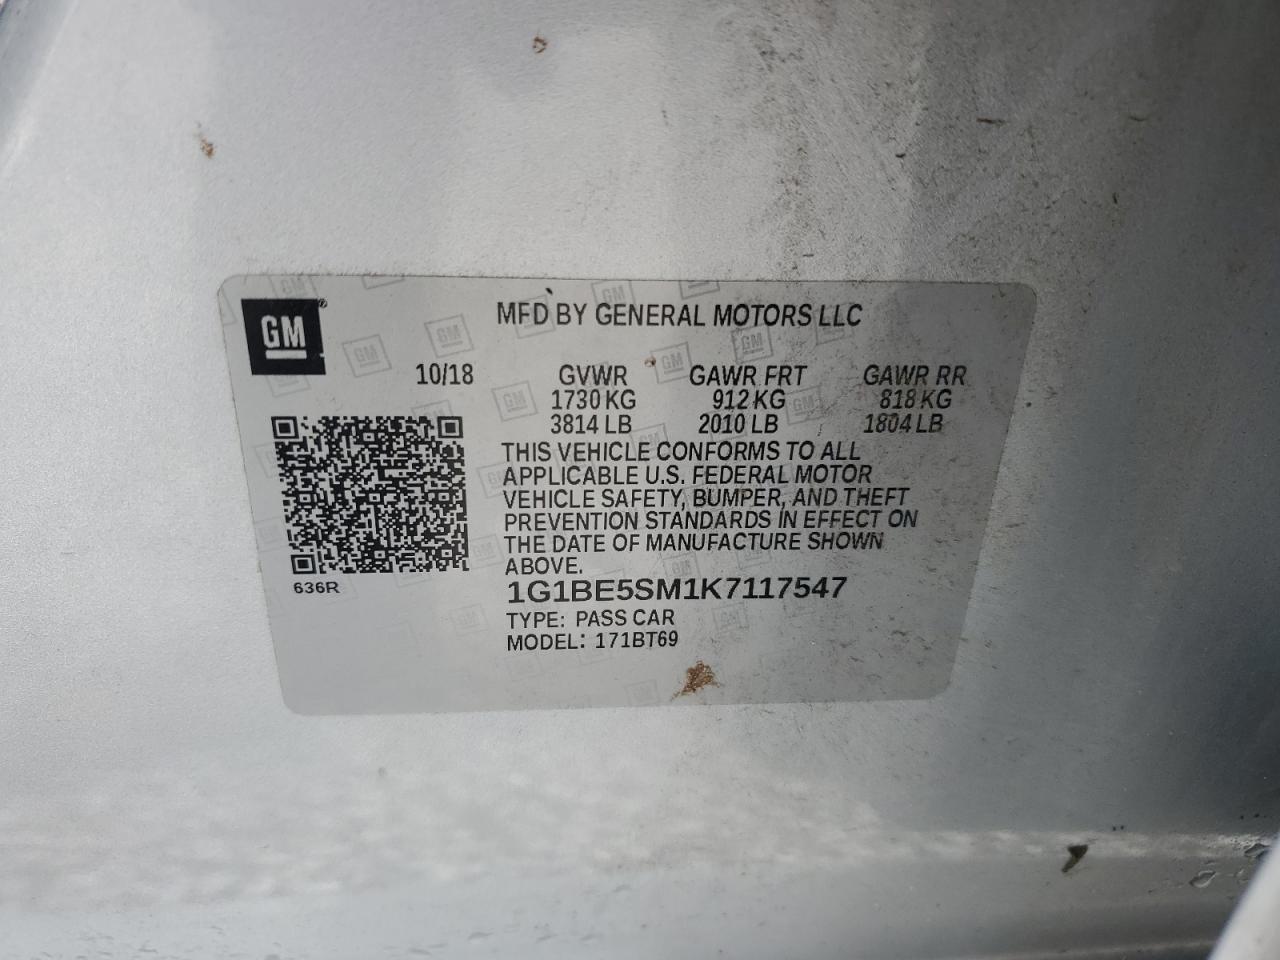 GM
MFD BY GENERAL MOTORS LLC
10/18 GVWR GAWR FRT GAWR RR
1730 KG 912 KG 818 KG
3814 LB 2010 LB 1804 LB
THIS VEHICLE CONFORMS TO ALL
APPLICABLE U.S. FEDERAL MOTOR
VEHICLE SAFETY, BUMPER, AND THEFT
PREVENTION STANDARDS IN EFFECT ON
THE DATE OF MANUFACTURE SHOWN
ABOVE.
636R
1G1BE5SM1K7117547
TYPE: PASS CAR
MODEL: 171BT69